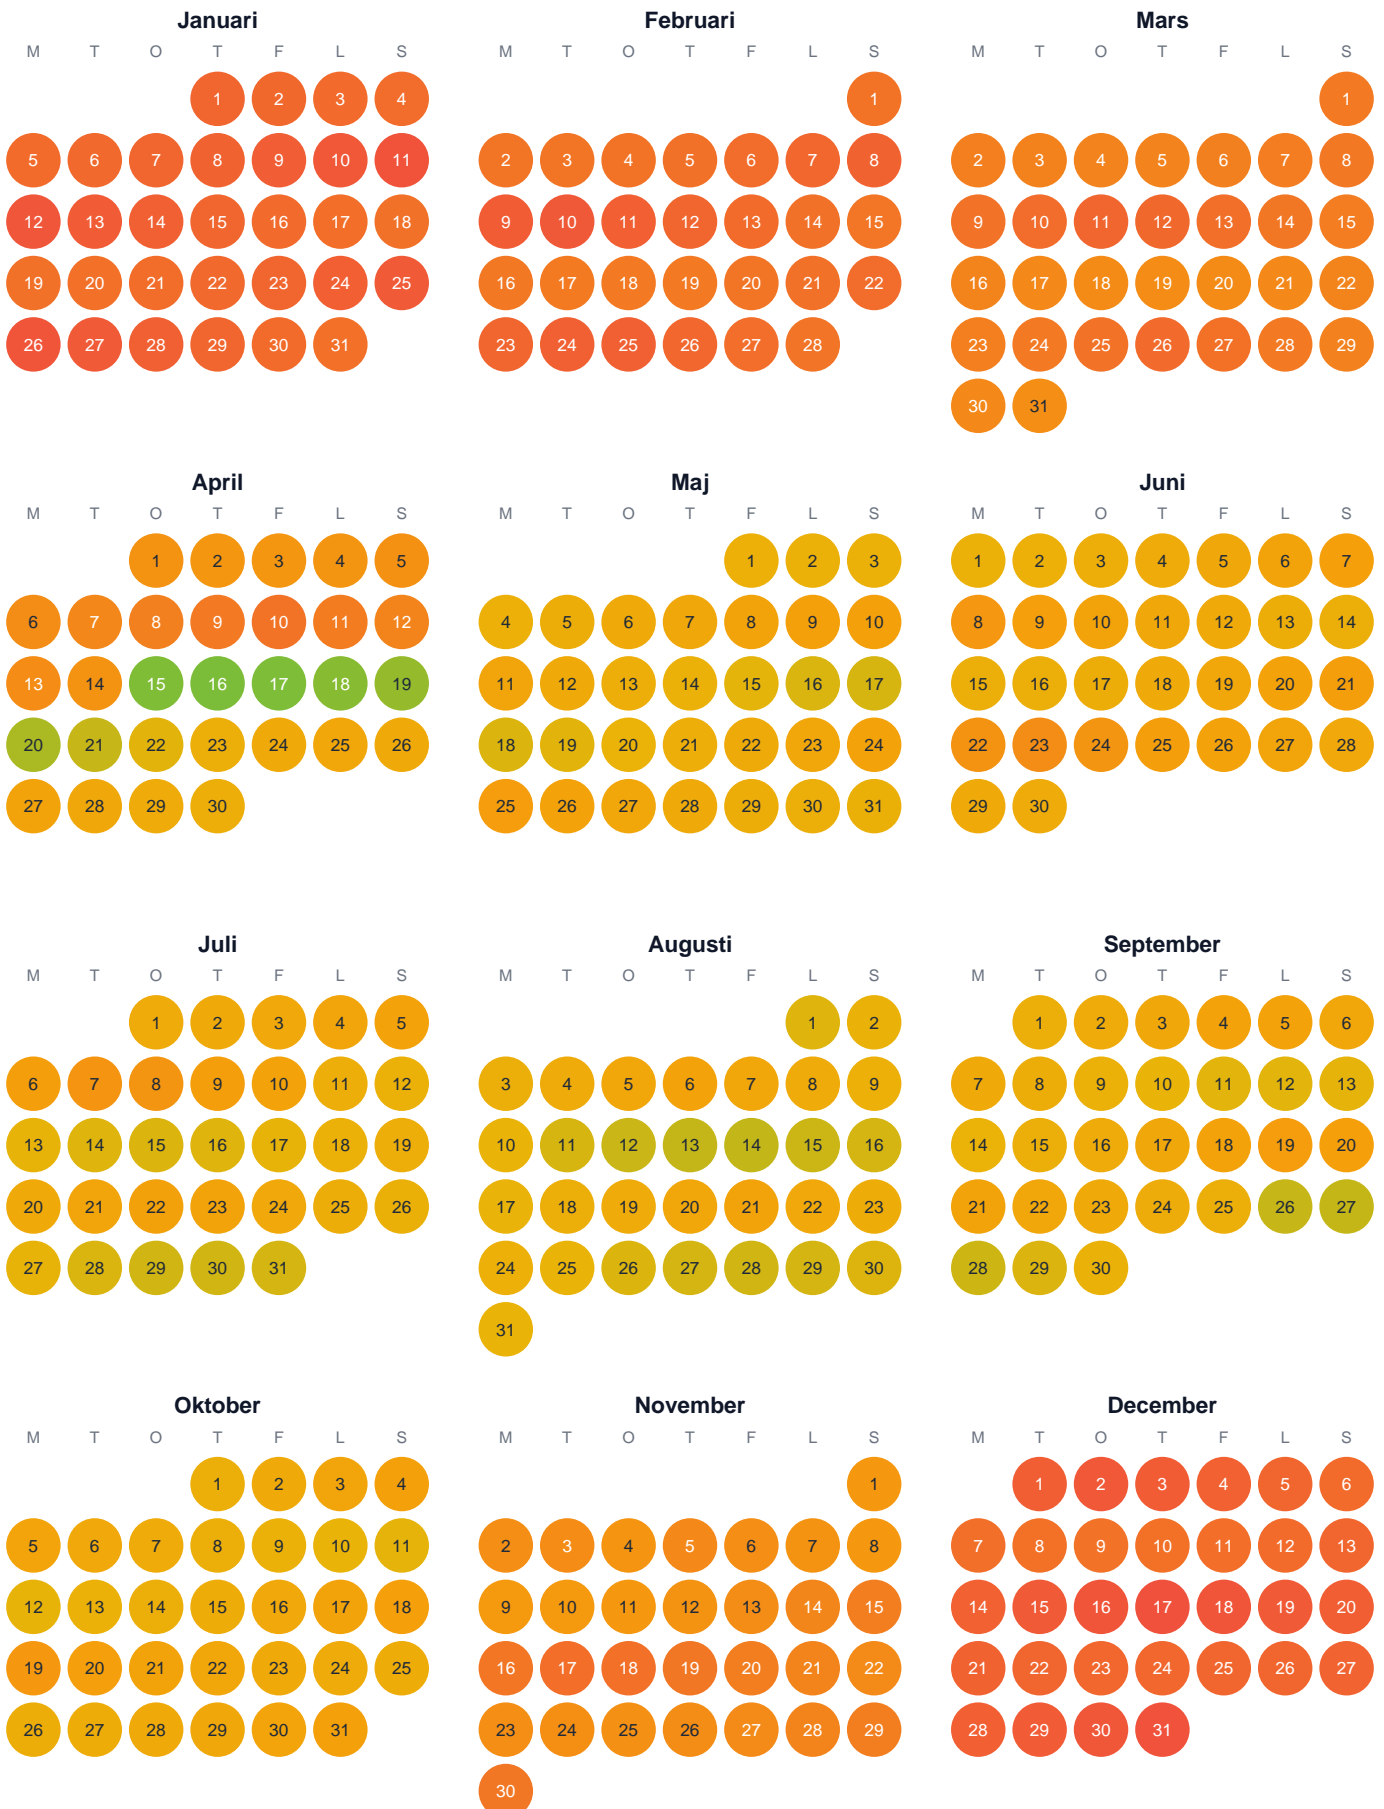 Januari
M T O T F L S
1 2 3 4
5 6 7 8 9 10 11
12 13 14 15 16 17 18
19 20 21 22 23 24 25
26 27 28 29 30 31
Februari
M T O T F L S
1
2 3 4 5 6 7 8
9 10 11 12 13 14 15
16 17 18 19 20 21 22
23 24 25 26 27 28
Mars
M T O T F L S
1
2 3 4 5 6 7 8
9 10 11 12 13 14 15
16 17 18 19 20 21 22
23 24 25 26 27 28 29
30 31
April
M T O T F L S
1 2 3 4 5
6 7 8 9 10 11 12
13 14 15 16 17 18 19
20 21 22 23 24 25 26
27 28 29 30
Maj
M T O T F L S
1 2 3
4 5 6 7 8 9 10
11 12 13 14 15 16 17
18 19 20 21 22 23 24
25 26 27 28 29 30 31
Juni
M T O T F L S
1 2 3 4 5 6 7
8 9 10 11 12 13 14
15 16 17 18 19 20 21
22 23 24 25 26 27 28
29 30
Juli
M T O T F L S
1 2 3 4 5
6 7 8 9 10 11 12
13 14 15 16 17 18 19
20 21 22 23 24 25 26
27 28 29 30 31
Augusti
M T O T F L S
1 2
3 4 5 6 7 8 9
10 11 12 13 14 15 16
17 18 19 20 21 22 23
24 25 26 27 28 29 30
31
September
M T O T F L S
1 2 3 4 5 6
7 8 9 10 11 12 13
14 15 16 17 18 19 20
21 22 23 24 25 26 27
28 29 30
Oktober
M T O T F L S
1 2 3 4
5 6 7 8 9 10 11
12 13 14 15 16 17 18
19 20 21 22 23 24 25
26 27 28 29 30 31
November
M T O T F L S
1
2 3 4 5 6 7 8
9 10 11 12 13 14 15
16 17 18 19 20 21 22
23 24 25 26 27 28 29
30
December
M T O T F L S
1 2 3 4 5 6
7 8 9 10 11 12 13
14 15 16 17 18 19 20
21 22 23 24 25 26 27
28 29 30 31